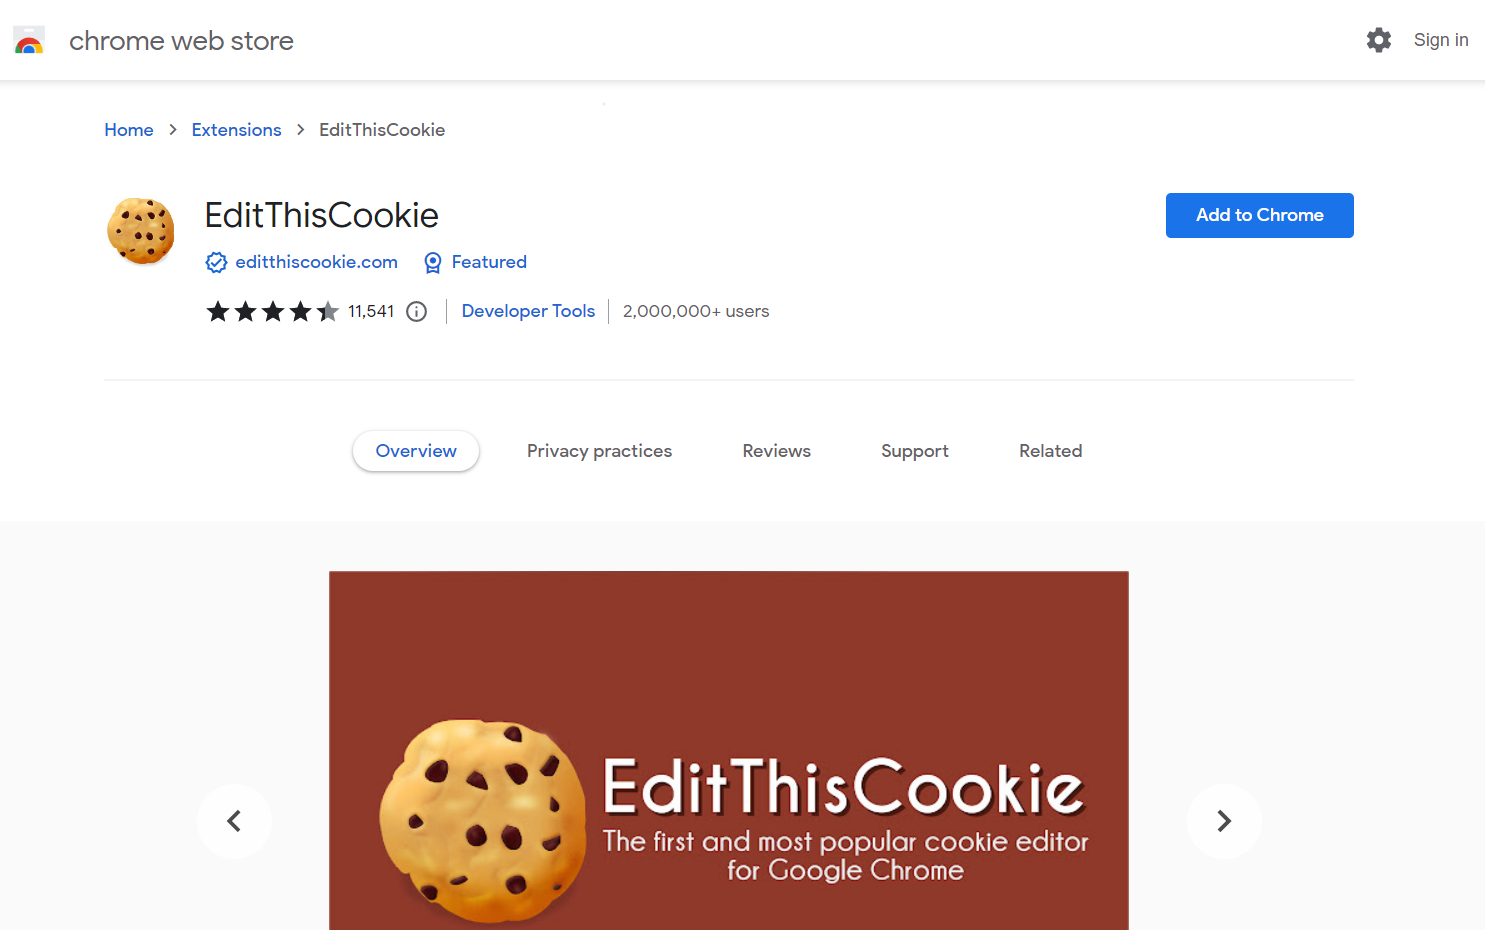 chrome web store
Sign in
Home > Extensions > EditThisCookie
EditThisCookie
Add to Chrome
editthiscookie.com Featured
11,541 Developer Tools 2,000,000+ users
Overview Privacy practices Reviews Support Related
EditThisCookie
The first and most popular cookie editor
for Google Chrome